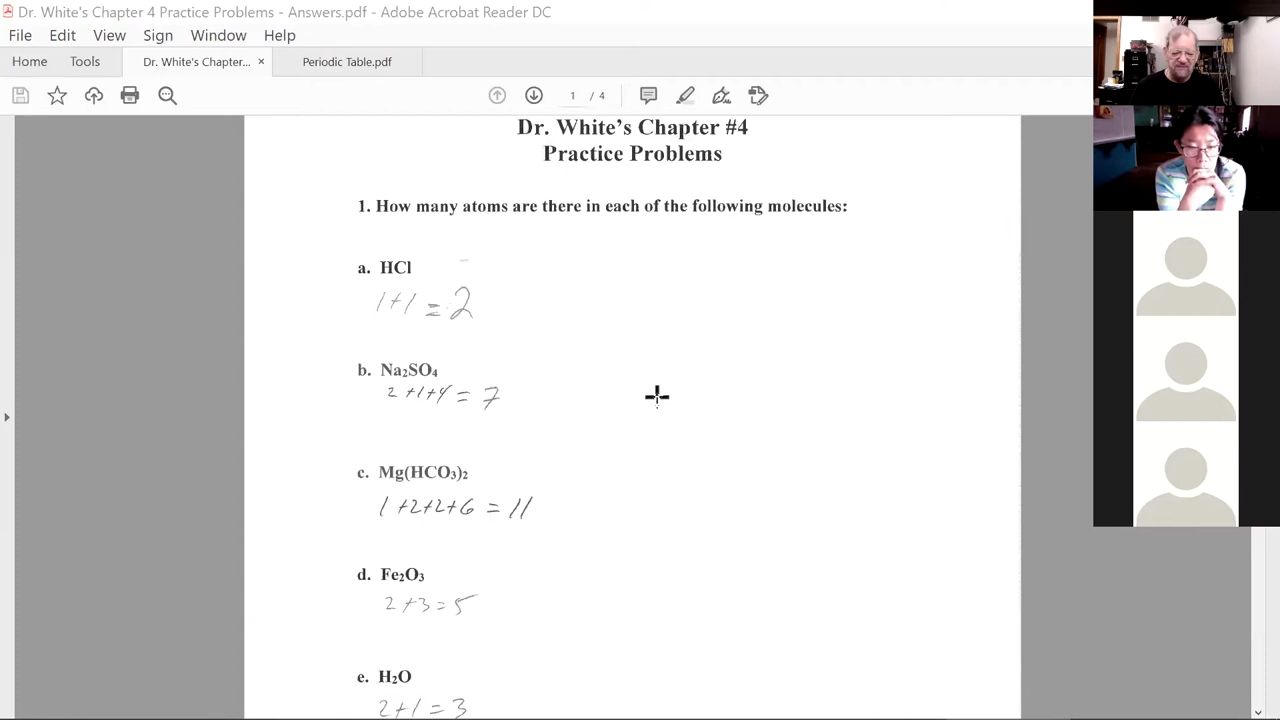 Dr. White's Chapter 4 Practice Problems - Answers.pdf - Adobe Acrobat Reader DC
File Edit View Sign Window Help
Home Tools Dr. White's Chapter... × Periodic Table.pdf
1 / 4
Dr. White's Chapter #4
Practice Problems
1. How many atoms are there in each of the following molecules:
a. HCl
1+1 = 2
b. Na₂SO₄
2+1+4 = 7
c. Mg(HCO₃)₂
1+2+2+6 = 11
d. Fe₂O₃
2+3=5
e. H₂O
2+1=3